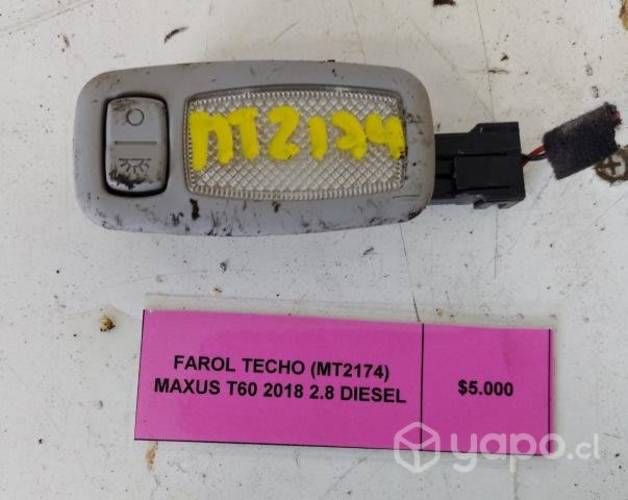 MT2174
FAROL TECHO (MT2174)
MAXUS T60 2018 2.8 DIESEL
$5.000
yapo.cl